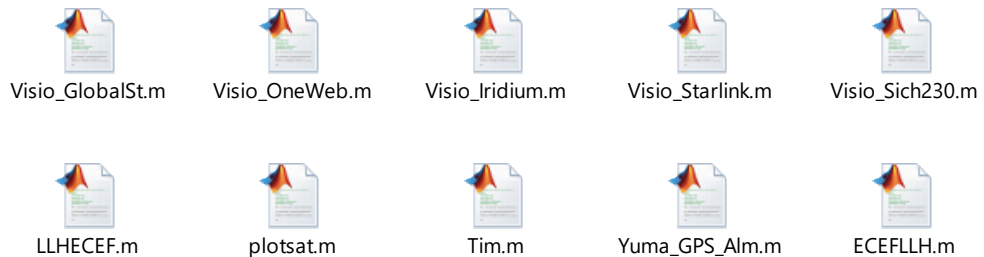 Visio_GlobalSt.m Visio_OneWeb.m Visio_Iridium.m Visio_Starlink.m Visio_Sich230.m
LLHECEF.m plotsat.m Tim.m Yuma_GPS_Alm.m ECEFLLH.m